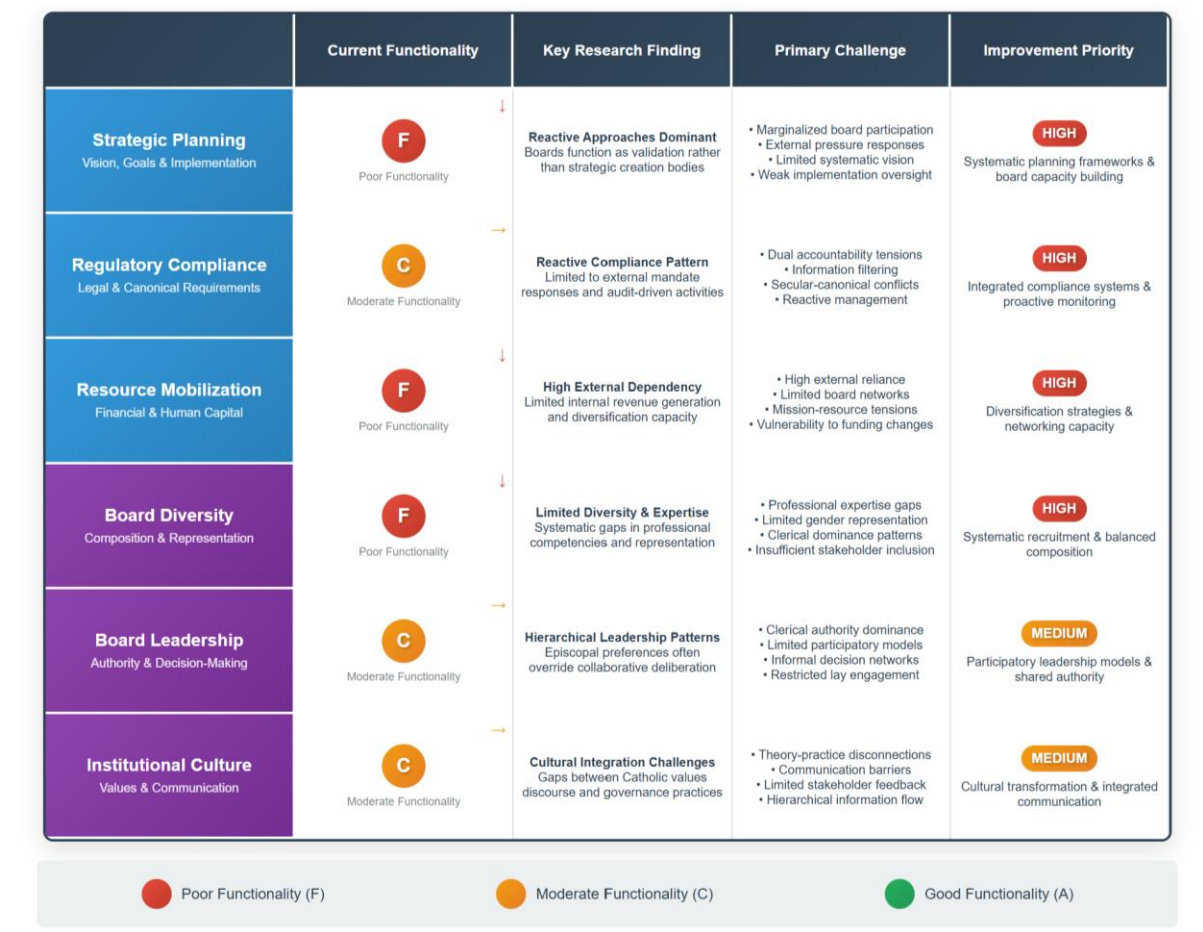 Current Functionality
Key Research Finding
Primary Challenge
Improvement Priority
Strategic Planning
Vision, Goals & Implementation
↓
F
Poor Functionality
Reactive Approaches Dominant
Boards function as validation rather
than strategic creation bodies
• Marginalized board participation
• External pressure responses
• Limited systematic vision
• Weak implementation oversight
HIGH
Systematic planning frameworks &
board capacity building
Regulatory Compliance
Legal & Canonical Requirements
→
C
Moderate Functionality
Reactive Compliance Pattern
Limited to external mandate
responses and audit-driven activities
• Dual accountability tensions
• Information filtering
• Secular-canonical conflicts
• Reactive management
HIGH
Integrated compliance systems &
proactive monitoring
Resource Mobilization
Financial & Human Capital
↓
F
Poor Functionality
High External Dependency
Limited internal revenue generation
and diversification capacity
• High external reliance
• Limited board networks
• Mission-resource tensions
• Vulnerability to funding changes
HIGH
Diversification strategies &
networking capacity
Board Diversity
Composition & Representation
↓
F
Poor Functionality
Limited Diversity & Expertise
Systematic gaps in professional
competencies and representation
• Professional expertise gaps
• Limited gender representation
• Clerical dominance patterns
• Insufficient stakeholder inclusion
HIGH
Systematic recruitment & balanced
composition
Board Leadership
Authority & Decision-Making
→
C
Moderate Functionality
Hierarchical Leadership Patterns
Episcopal preferences often
override collaborative deliberation
• Clerical authority dominance
• Limited participatory models
• Informal decision networks
• Restricted lay engagement
MEDIUM
Participatory leadership models &
shared authority
Institutional Culture
Values & Communication
→
C
Moderate Functionality
Cultural Integration Challenges
Gaps between Catholic values
discourse and governance practices
• Theory-practice disconnections
• Communication barriers
• Limited stakeholder feedback
• Hierarchical information flow
MEDIUM
Cultural transformation & integrated
communication
Poor Functionality (F)
Moderate Functionality (C)
Good Functionality (A)